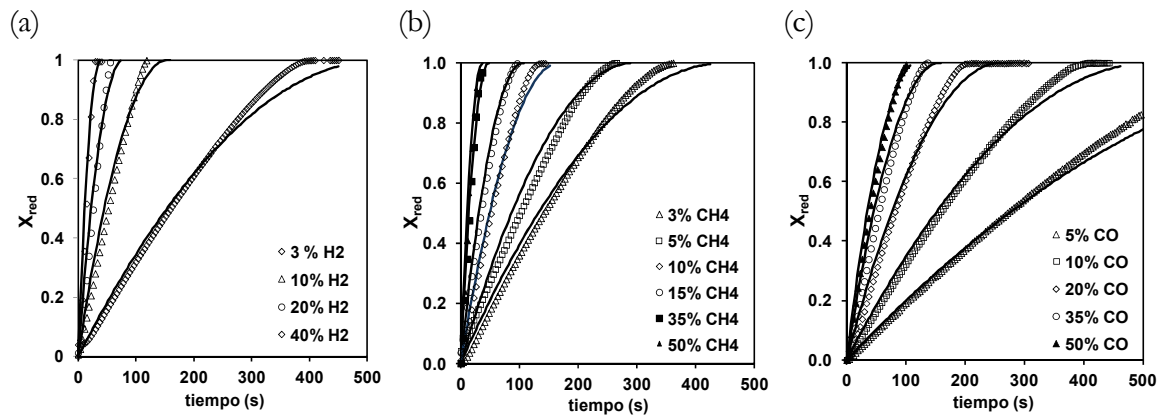 (a)
(b)
(c)
1
0.8
0.6
0.4
0.2
0
X_red
0
100
200
300
400
500
tiempo (s)
3 % H2
10% H2
20% H2
40% H2
1.0
0.8
0.6
0.4
0.2
0.0
X_red
0
100
200
300
400
500
tiempo (s)
3% CH4
5% CH4
10% CH4
15% CH4
35% CH4
50% CH4
1.0
0.8
0.6
0.4
0.2
0.0
X_red
0
100
200
300
400
500
tiempo (s)
5% CO
10% CO
20% CO
35% CO
50% CO